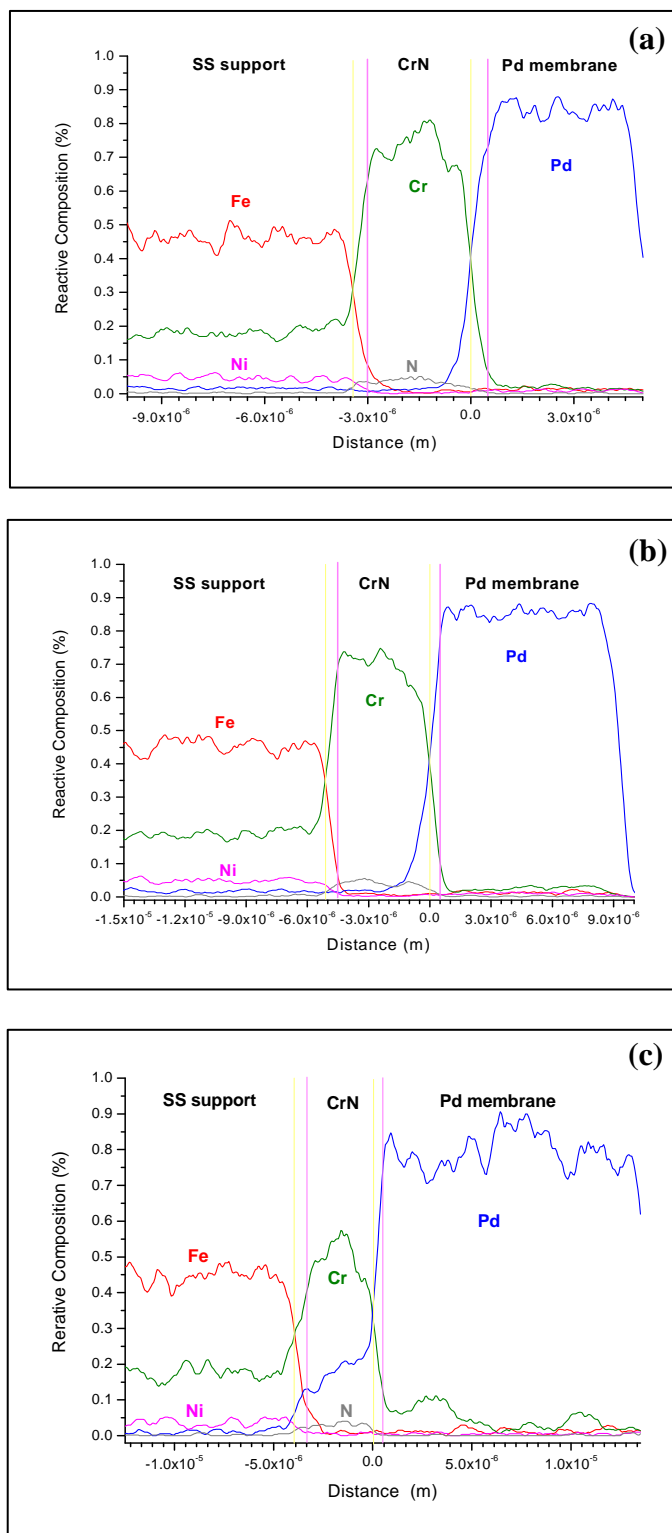 (a)
SS support CrN Pd membrane
1.0
0.9
0.8
0.7
0.6
0.5
0.4
0.3
0.2
0.1
0.0
Reactive Composition (%)
Fe
Cr
Pd
Ni
N
-9.0x10⁻⁶ -6.0x10⁻⁶ -3.0x10⁻⁶ 0.0 3.0x10⁻⁶
Distance (m)
(b)
SS support CrN Pd membrane
1.0
0.9
0.8
0.7
0.6
0.5
0.4
0.3
0.2
0.1
0.0
Reactive Composition (%)
Fe
Cr
Pd
Ni
-1.5x10⁻⁵ -1.2x10⁻⁵ -9.0x10⁻⁶ -6.0x10⁻⁶ -3.0x10⁻⁶ 0.0 3.0x10⁻⁶ 6.0x10⁻⁶ 9.0x10⁻⁶
Distance (m)
(c)
SS support CrN Pd membrane
1.0
0.9
0.8
0.7
0.6
0.5
0.4
0.3
0.2
0.1
0.0
Rerative Composition (%)
Fe
Cr
Pd
Ni
N
-1.0x10⁻⁵ -5.0x10⁻⁶ 0.0 5.0x10⁻⁶ 1.0x10⁻⁵
Distance (m)